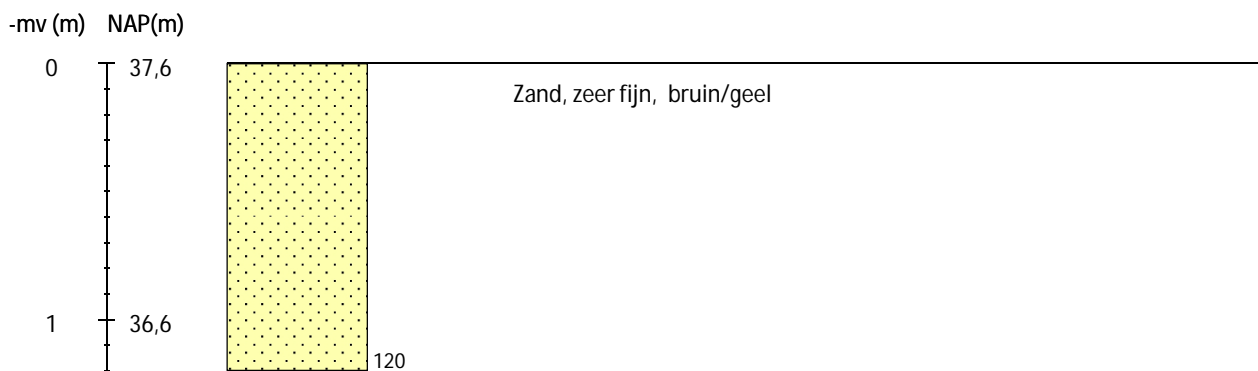 -mv (m) NAP(m)
0 37,6
Zand, zeer fijn, bruin/geel
1 36,6
120